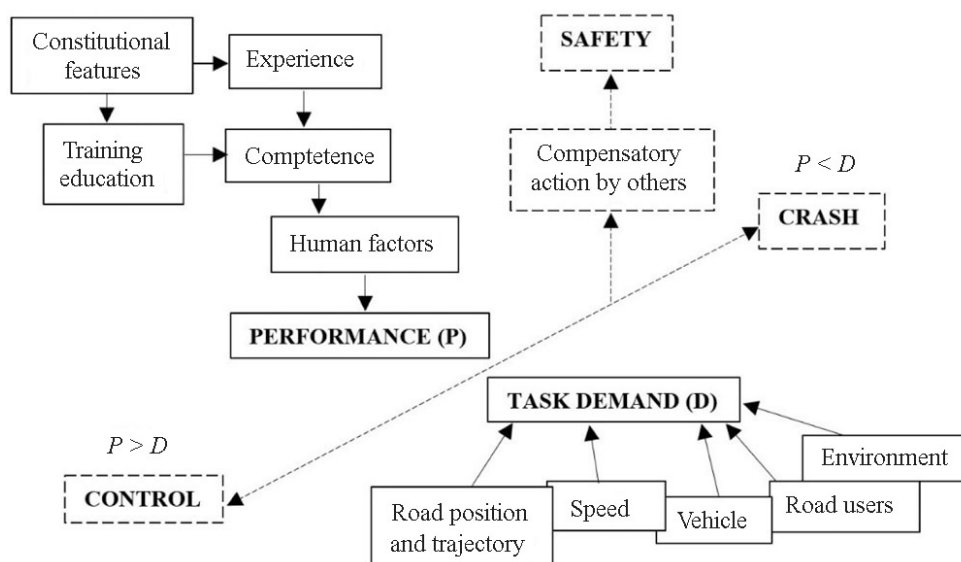 Constitutional
features
Experience
Training
education
Comptetence
Human factors
PERFORMANCE (P)
SAFETY
Compensatory
action by others
P < D
CRASH
P > D
CONTROL
TASK DEMAND (D)
Road position
and trajectory
Speed
Vehicle
Road users
Environment